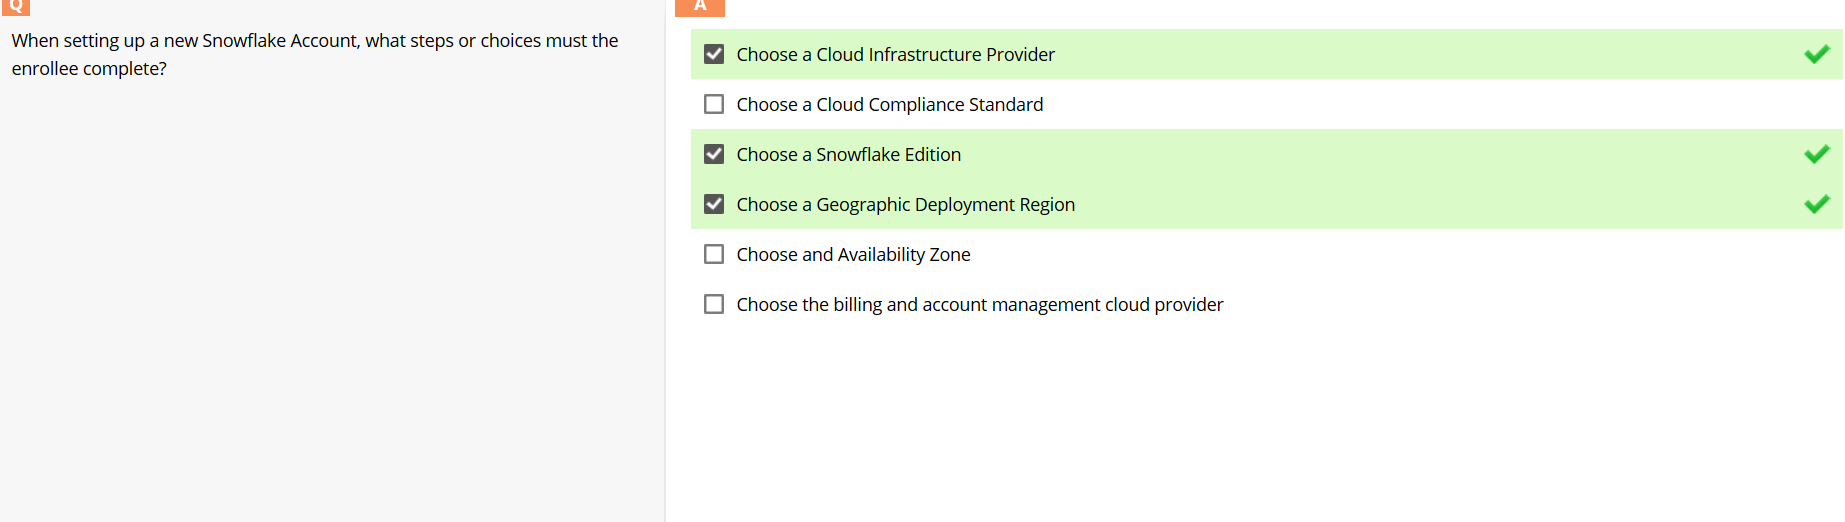 Q
When setting up a new Snowflake Account, what steps or choices must the
enrollee complete?
A
Choose a Cloud Infrastructure Provider
Choose a Cloud Compliance Standard
Choose a Snowflake Edition
Choose a Geographic Deployment Region
Choose and Availability Zone
Choose the billing and account management cloud provider